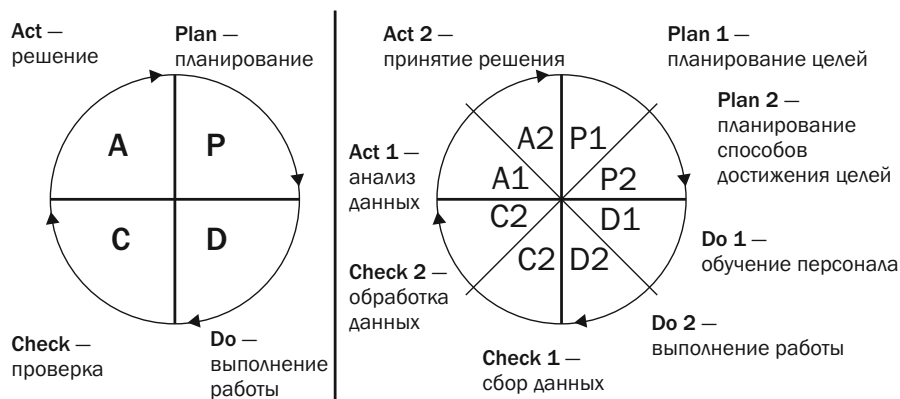 Act —
решение
Plan —
планирование
A
P
C
D
Check —
проверка
Do —
выполнение
работы
Act 2 —
принятие решения
Plan 1 —
планирование целей
Plan 2 —
планирование
способов
достижения целей
Act 1 —
анализ
данных
A2
P1
A1
P2
C2
D1
C2
D2
Do 1 —
обучение персонала
Check 2 —
обработка
данных
Do 2 —
выполнение работы
Check 1 —
сбор данных